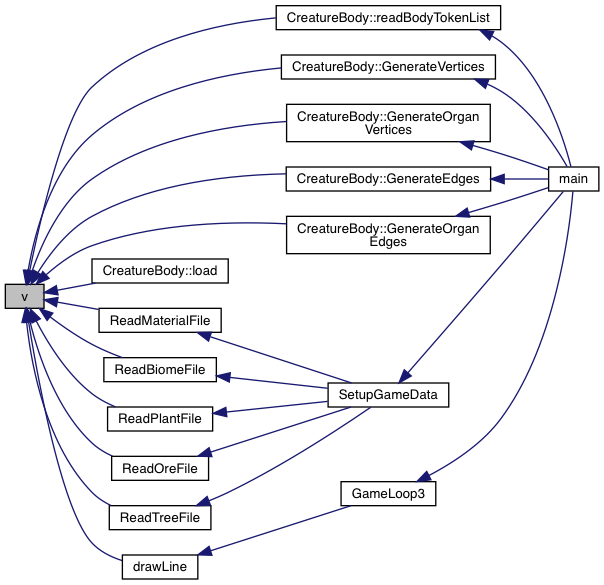 CreatureBody::readBodyTokenList
CreatureBody::GenerateVertices
CreatureBody::GenerateOrgan
Vertices
CreatureBody::GenerateEdges
main
CreatureBody::GenerateOrgan
Edges
CreatureBody::load
v
ReadMaterialFile
ReadBiomeFile
SetupGameData
ReadPlantFile
ReadOreFile
GameLoop3
ReadTreeFile
drawLine